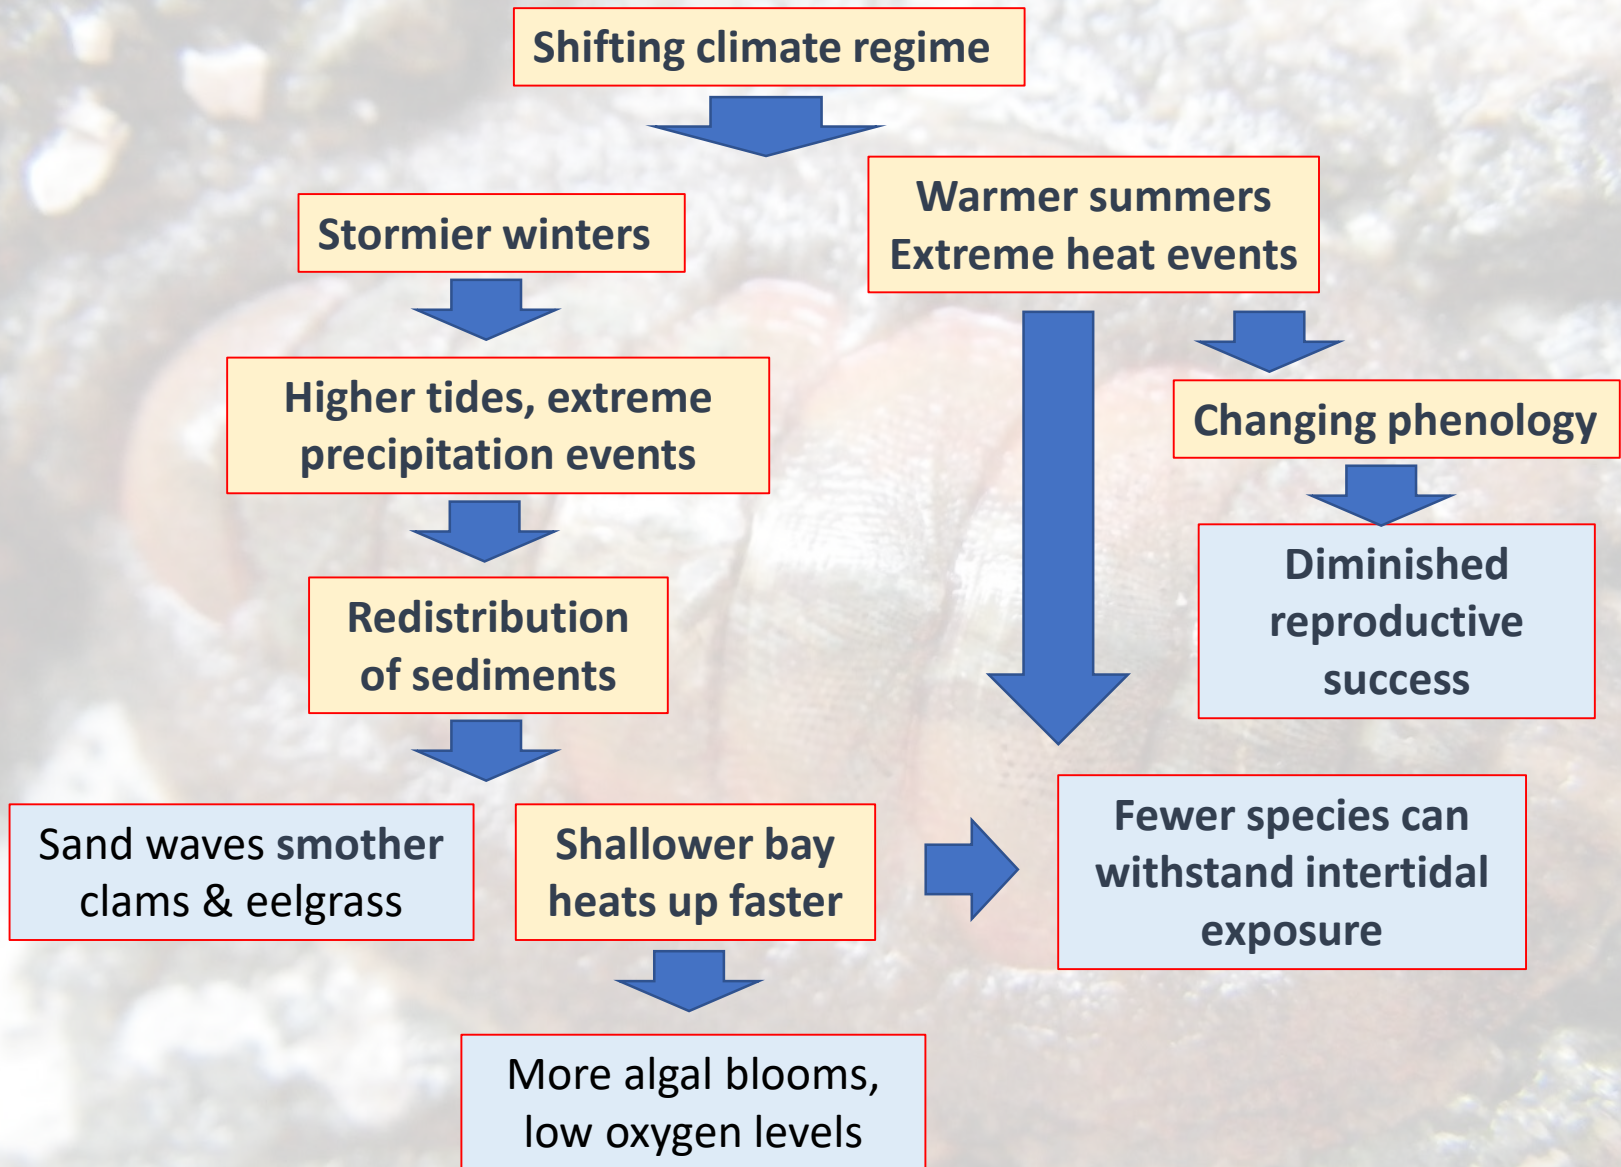 Shifting climate regime
Stormier winters
Warmer summers
Extreme heat events
Higher tides, extreme
precipitation events
Changing phenology
Redistribution
of sediments
Diminished
reproductive
success
Sand waves smother
clams & eelgrass
Shallower bay
heats up faster
Fewer species can
withstand intertidal
exposure
More algal blooms,
low oxygen levels